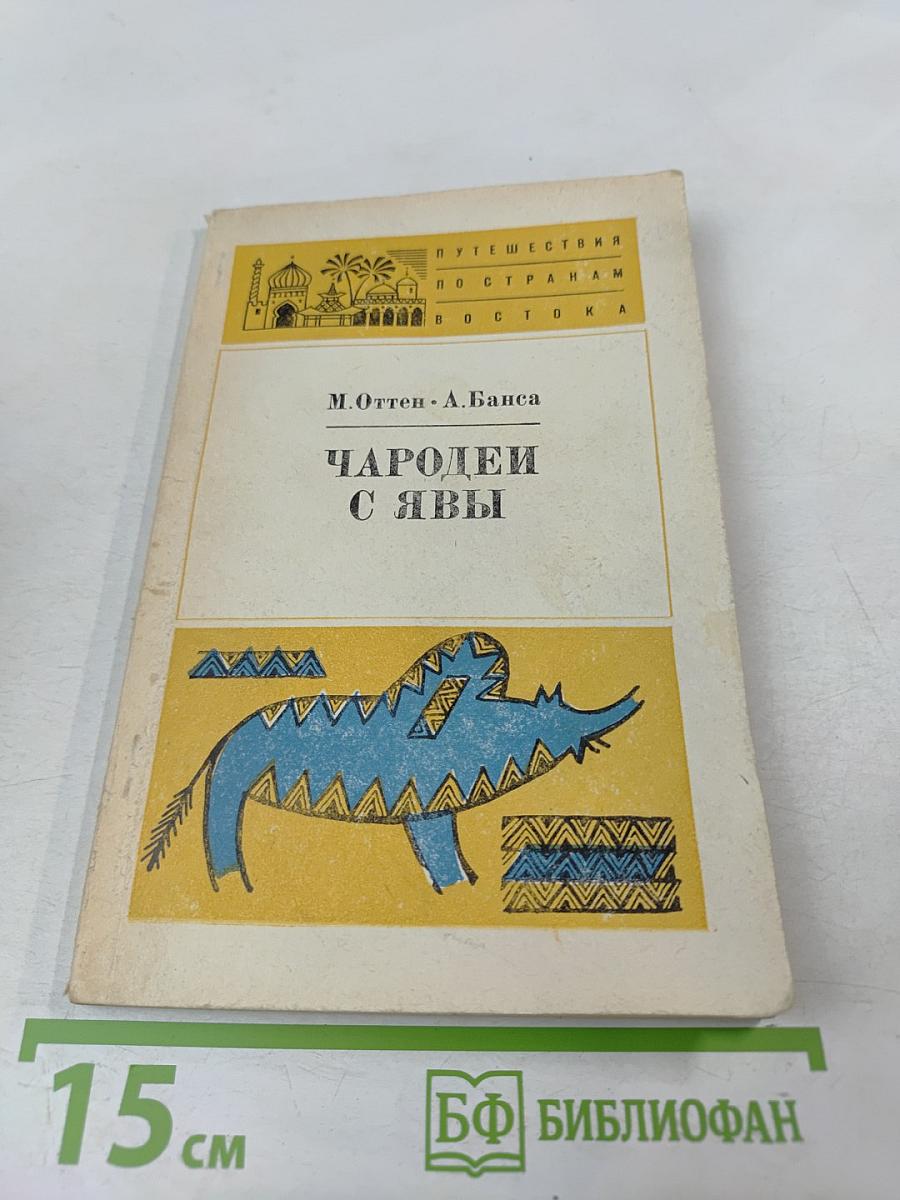 ПУТЕШЕСТВИЯ
ПО СТРАНАМ
ВОСТОКА
М.Оттен • А.Банса
ЧАРОДЕИ
С ЯВЫ
15 см
БФ БИБЛИОФАН